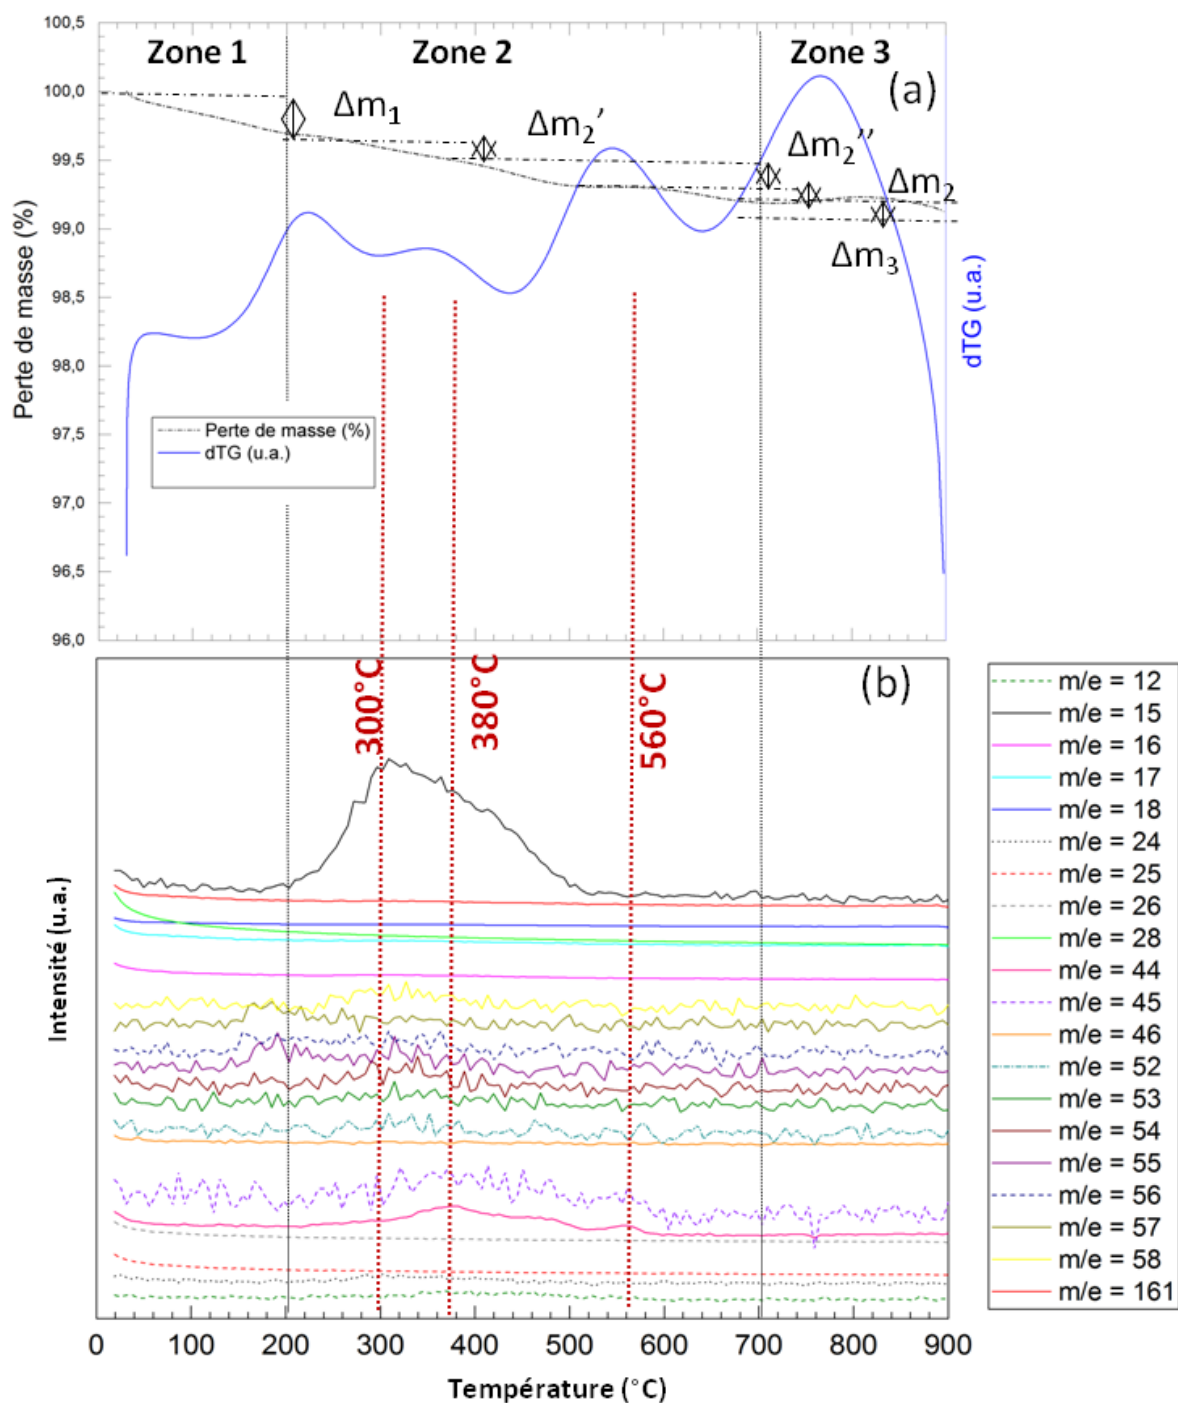 100,5
100,0
99,5
99,0
98,5
98,0
97,5
97,0
96,5
96,0
Perte de masse (%)
Zone 1
Zone 2
Zone 3
(a)
Δm1
Δm2’
Δm2’’
Δm2
Δm3
dTG (u.a.)
Perte de masse (%)
dTG (u.a.)
300°C
380°C
560°C
(b)
Intensité (u.a.)
m/e = 12
m/e = 15
m/e = 16
m/e = 17
m/e = 18
m/e = 24
m/e = 25
m/e = 26
m/e = 28
m/e = 44
m/e = 45
m/e = 46
m/e = 52
m/e = 53
m/e = 54
m/e = 55
m/e = 56
m/e = 57
m/e = 58
m/e = 161
0 100 200 300 400 500 600 700 800 900
Température (°C)